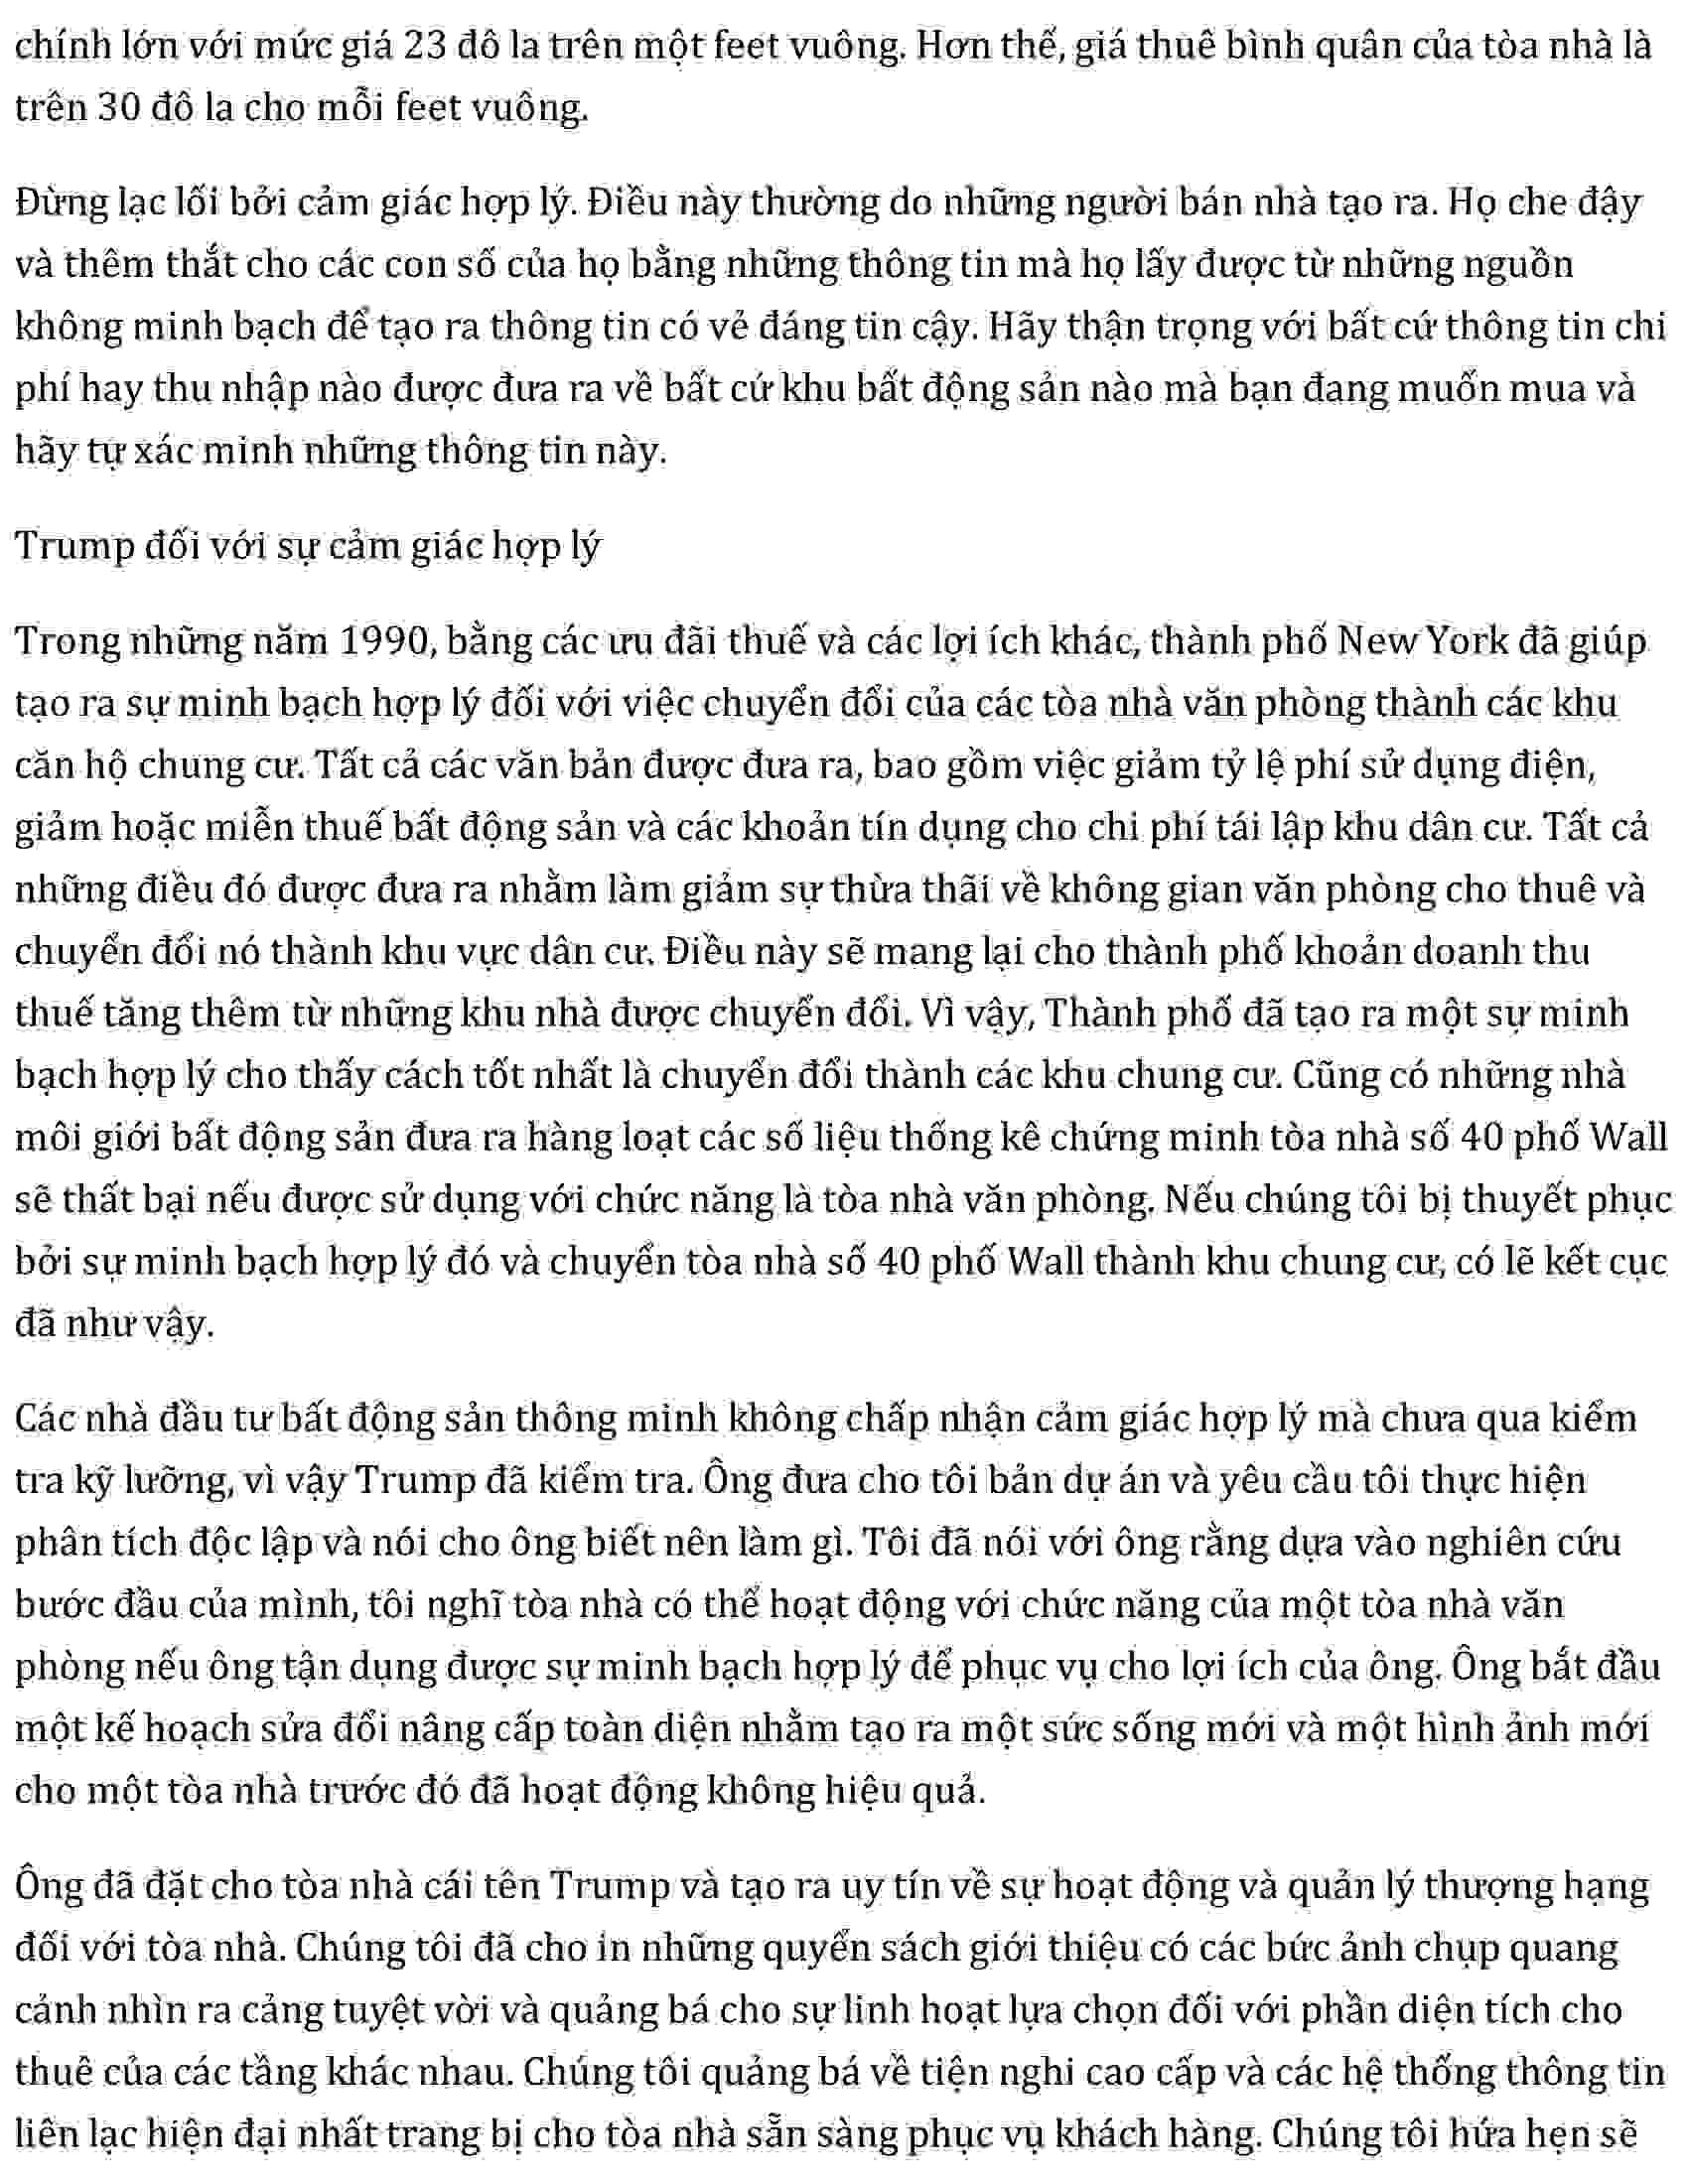 chính lớn với mức giá 23 đô la trên một feet vuông. Hơn thế, giá thuê bình quân của tòa nhà là
trên 30 đô la cho mỗi feet vuông.
Đừng lạc lối bởi cảm giác hợp lý. Điều này thường do những người bán nhà tạo ra. Họ che đậy
và thêm thắt cho các con số của họ bằng những thông tin mà họ lấy được từ những nguồn
không minh bạch để tạo ra thông tin có vẻ đáng tin cậy. Hãy thận trọng với bất cứ thông tin chi
phí hay thu nhập nào được đưa ra về bất cứ khu bất động sản nào mà bạn đang muốn mua và
hãy tự xác minh những thông tin này.
Trump đối với sự cảm giác hợp lý
Trong những năm 1990, bằng các ưu đãi thuế và các lợi ích khác, thành phố New York đã giúp
tạo ra sự minh bạch hợp lý đối với việc chuyển đổi của các tòa nhà văn phòng thành các khu
căn hộ chung cư. Tất cả các văn bản được đưa ra, bao gồm việc giảm tỷ lệ phí sử dụng điện,
giảm hoặc miễn thuế bất động sản và các khoản tín dụng cho chi phí tái lập khu dân cư. Tất cả
những điều đó được đưa ra nhằm làm giảm sự thừa thãi về không gian văn phòng cho thuê và
chuyển đổi nó thành khu vực dân cư. Điều này sẽ mang lại cho thành phố khoản doanh thu
thuế tăng thêm từ những khu nhà được chuyển đổi. Vì vậy, Thành phố đã tạo ra một sự minh
bạch hợp lý cho thấy cách tốt nhất là chuyển đổi thành các khu chung cư. Cũng có những nhà
môi giới bất động sản đưa ra hàng loạt các số liệu thống kê chứng minh tòa nhà số 40 phố Wall
sẽ thất bại nếu được sử dụng với chức năng là tòa nhà văn phòng. Nếu chúng tôi bị thuyết phục
bởi sự minh bạch hợp lý đó và chuyển tòa nhà số 40 phố Wall thành khu chung cư, có lẽ kết cục
đã như vậy.
Các nhà đầu tư bất động sản thông minh không chấp nhận cảm giác hợp lý mà chưa qua kiểm
tra kỹ lưỡng, vì vậy Trump đã kiểm tra. Ông đưa cho tôi bản dự án và yêu cầu tôi thực hiện
phân tích độc lập và nói cho ông biết nên làm gì. Tôi đã nói với ông rằng dựa vào nghiên cứu
bước đầu của mình, tôi nghĩ tòa nhà có thể hoạt động với chức năng của một tòa nhà văn
phòng nếu ông tận dụng được sự minh bạch hợp lý để phục vụ cho lợi ích của ông. Ông bắt đầu
một kế hoạch sửa đổi nâng cấp toàn diện nhằm tạo ra một sức sống mới và một hình ảnh mới
cho một tòa nhà trước đó đã hoạt động không hiệu quả.
Ông đã đặt cho tòa nhà cái tên Trump và tạo ra uy tín về sự hoạt động và quản lý thượng hạng
đối với tòa nhà. Chúng tôi đã cho in những quyển sách giới thiệu có các bức ảnh chụp quang
cảnh nhìn ra cảng tuyệt vời và quảng bá cho sự linh hoạt lựa chọn đối với phần diện tích cho
thuê của các tầng khác nhau. Chúng tôi quảng bá về tiện nghi cao cấp và các hệ thống thông tin
liên lạc hiện đại nhất trang bị cho tòa nhà sẵn sàng phục vụ khách hàng. Chúng tôi hứa hẹn sẽ